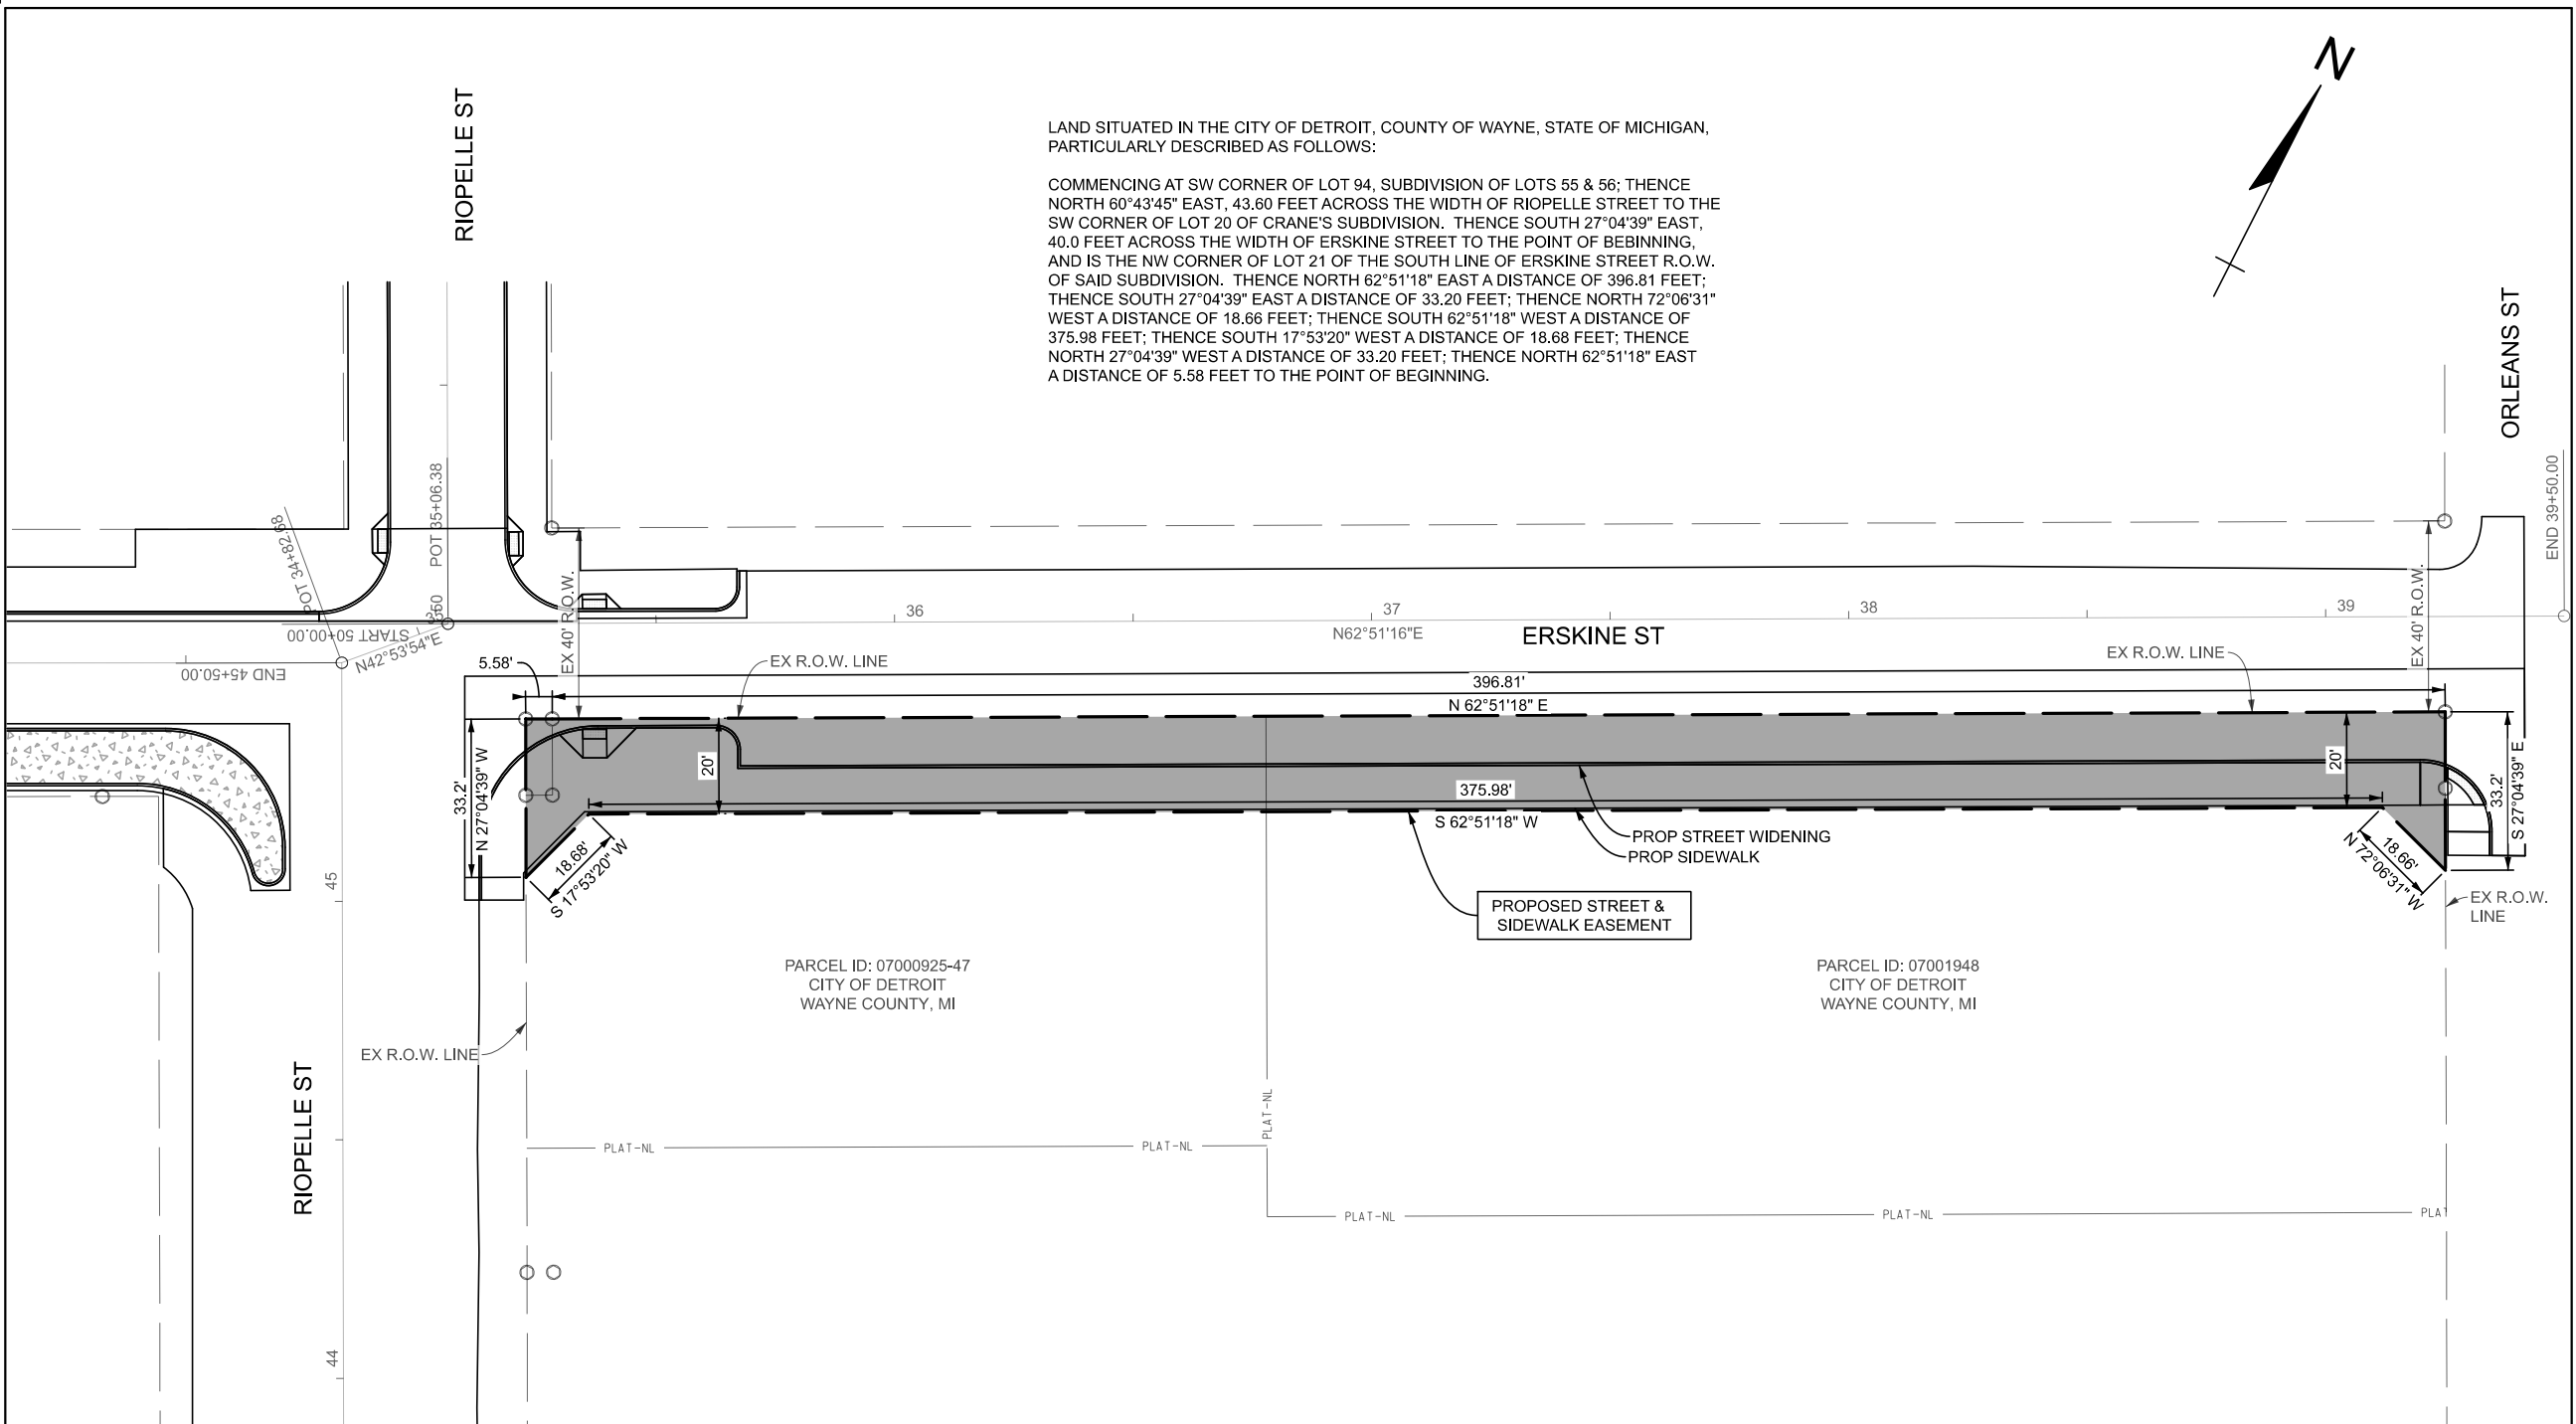 N
RIOPELLE ST
LAND SITUATED IN THE CITY OF DETROIT, COUNTY OF WAYNE, STATE OF MICHIGAN,
PARTICULARLY DESCRIBED AS FOLLOWS:
COMMENCING AT SW CORNER OF LOT 94, SUBDIVISION OF LOTS 55 & 56; THENCE
NORTH 60°43'45" EAST, 43.60 FEET ACROSS THE WIDTH OF RIOPELLE STREET TO THE
SW CORNER OF LOT 20 OF CRANE'S SUBDIVISION. THENCE SOUTH 27°04'39" EAST,
40.0 FEET ACROSS THE WIDTH OF ERSKINE STREET TO THE POINT OF BEBINNING,
AND IS THE NW CORNER OF LOT 21 OF THE SOUTH LINE OF ERSKINE STREET R.O.W.
OF SAID SUBDIVISION. THENCE NORTH 62°51'18" EAST A DISTANCE OF 396.81 FEET;
THENCE SOUTH 27°04'39" EAST A DISTANCE OF 33.20 FEET; THENCE NORTH 72°06'31"
WEST A DISTANCE OF 18.66 FEET; THENCE SOUTH 62°51'18" WEST A DISTANCE OF
375.98 FEET; THENCE SOUTH 17°53'20" WEST A DISTANCE OF 18.68 FEET; THENCE
NORTH 27°04'39" WEST A DISTANCE OF 33.20 FEET; THENCE NORTH 62°51'18" EAST
A DISTANCE OF 5.58 FEET TO THE POINT OF BEGINNING.
ORLEANS ST
POT 34+82.68
POT 35+06.38
END 39+50.00
START 50+00.00
N42°53'54"E
END 45+50.00
EX 40' R.O.W.
36
37
38
39
N62°51'16"E
ERSKINE ST
EX 40' R.O.W.
5.58'
EX R.O.W. LINE
EX R.O.W. LINE
396.81'
N 62°51'18" E
33.2'
N 27°04'39" W
20'
20'
33.2'
S 27°04'39" E
375.98'
S 62°51'18" W
PROP STREET WIDENING
PROP SIDEWALK
18.68'
S 17°53'20" W
18.66'
N 72°06'31" W
PROPOSED STREET &
SIDEWALK EASEMENT
EX R.O.W.
LINE
45
PARCEL ID: 07000925-47
CITY OF DETROIT
WAYNE COUNTY, MI
PARCEL ID: 07001948
CITY OF DETROIT
WAYNE COUNTY, MI
EX R.O.W. LINE
RIOPELLE ST
PLAT-NL
PLAT-NL
PLAT-NL
PLAT-NL
PLAT-NL
PLAT
44